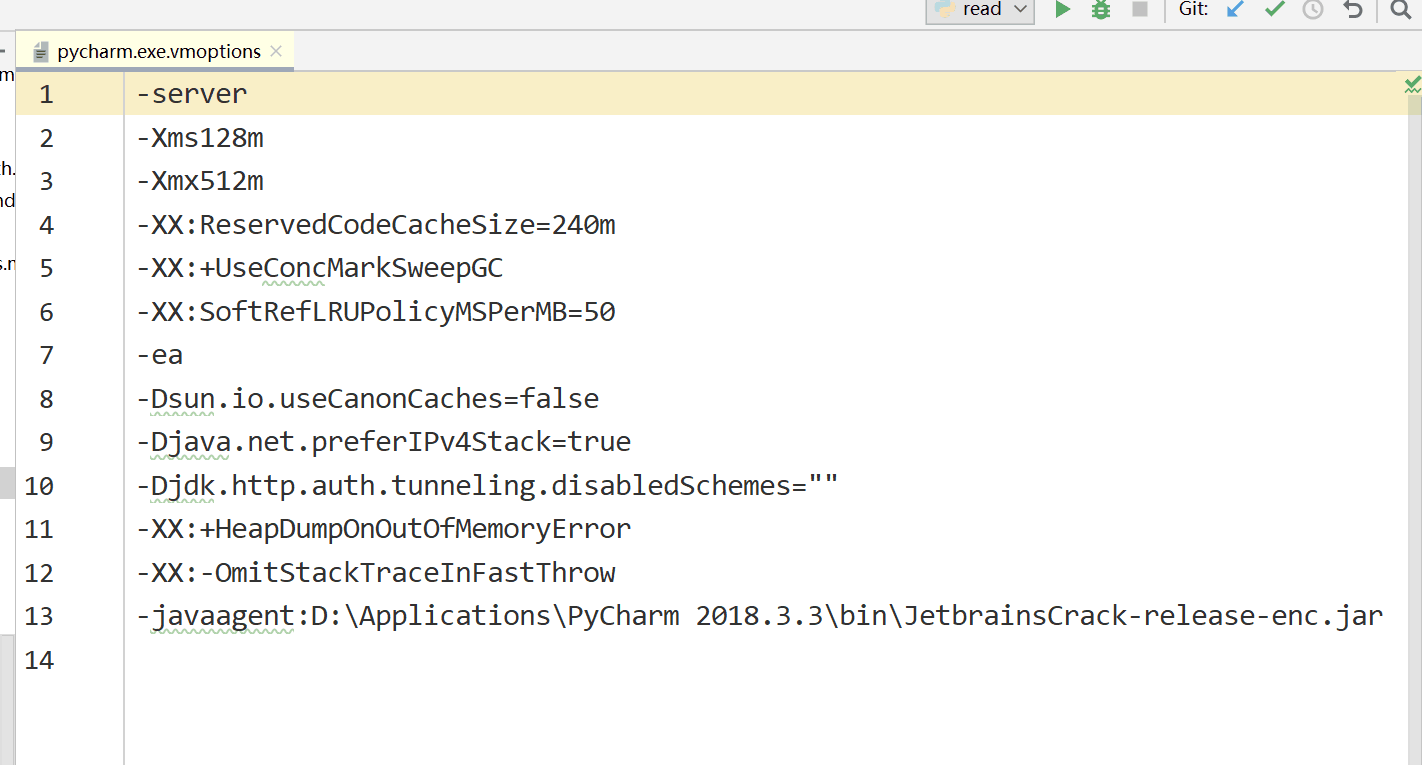 read
Git:
pycharm.exe.vmoptions
1 -server
2 -Xms128m
3 -Xmx512m
4 -XX:ReservedCodeCacheSize=240m
5 -XX:+UseConcMarkSweepGC
6 -XX:SoftRefLRUPolicyMSPerMB=50
7 -ea
8 -Dsun.io.useCanonCaches=false
9 -Djava.net.preferIPv4Stack=true
10 -Djdk.http.auth.tunneling.disabledSchemes=""
11 -XX:+HeapDumpOnOutOfMemoryError
12 -XX:-OmitStackTraceInFastThrow
13 -javaagent:D:\Applications\PyCharm 2018.3.3\bin\JetbrainsCrack-release-enc.jar
14